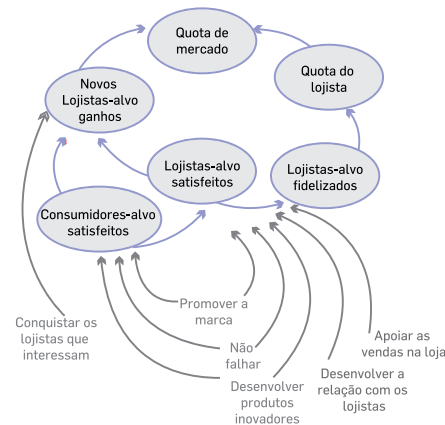 Quota de
mercado
Quota do
lojista
Novos
Lojistas-alvo
ganhos
Lojistas-alvo
satisfeitos
Lojistas-alvo
fidelizados
Consumidores-alvo
satisfeitos
Promover a
marca
Conquistar os
lojistas que
interessam
Não
falhar
Apoiar as
vendas na loja
Desenvolver
produtos
inovadores
Desenvolver a
relação com os
lojistas